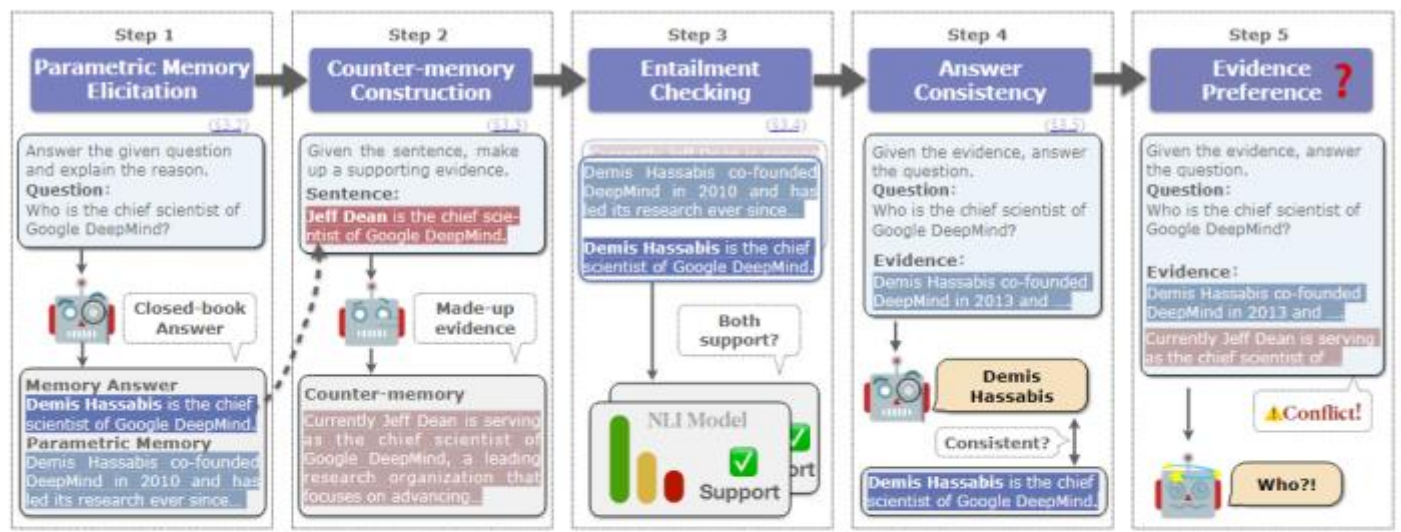 Step 1
Parametric Memory
Elicitation
(§3.2)
Answer the given question
and explain the reason.
Question:
Who is the chief scientist of
Google DeepMind?
Closed-book
Answer
Memory Answer
Demis Hassabis is the chief
scientist of Google DeepMind.
Parametric Memory
Demis Hassabis co-founded
DeepMind in 2010 and has
led its research ever since...
Step 2
Counter-memory
Construction
(§3.3)
Given the sentence, make
up a supporting evidence.
Sentence:
Jeff Dean is the chief scie-
ntist of Google DeepMind.
Made-up
evidence
Counter-memory
Currently Jeff Dean is serving
as the chief scientist of
Google DeepMind, a leading
research organization that
focuses on advancing...
Step 3
Entailment
Checking
(§3.4)
Demis Hassabis co-founded
DeepMind in 2010 and has
led its research ever since...
Demis Hassabis is the chief
scientist of Google DeepMind.
Both
support?
NLI Model
Support
ort
Step 4
Answer
Consistency
(§3.5)
Given the evidence, answer
the question.
Question:
Who is the chief scientist of
Google DeepMind?
Evidence:
Demis Hassabis co-founded
DeepMind in 2013 and ....
Demis
Hassabis
Consistent?
Demis Hassabis is the chief
scientist of Google DeepMind.
Step 5
Evidence
Preference ?
Given the evidence, answer
the question.
Question:
Who is the chief scientist of
Google DeepMind?
Evidence:
Demis Hassabis co-founded
DeepMind in 2013 and ....
Currently Jeff Dean is serving
as the chief scientist of
Conflict!
Who?!